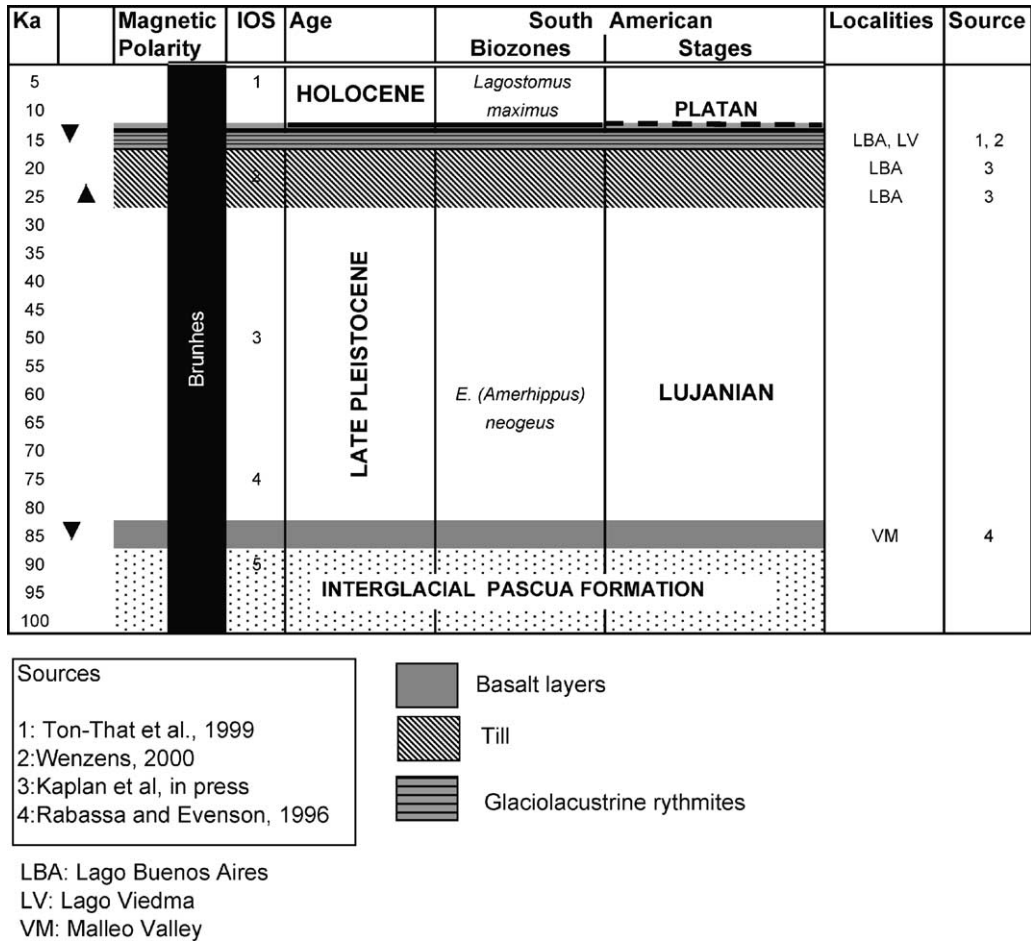 Ka Magnetic Polarity IOS Age South American Localities Source
Biozones Stages
5 1 HOLOCENE Lagostomus
10 maximus PLATAN
15 LBA, LV 1, 2
20 2 LBA 3
25 LBA 3
30
35
40
45
50 3
55
60 E. (Amerhippus) LUJANIAN
65 neogeus
70
75 4
80
85 VM 4
90 5
95 INTERGLACIAL PASCUA FORMATION
100
Brunhes
LATE PLEISTOCENE
Sources
1: Ton-That et al., 1999
2:Wenzens, 2000
3:Kaplan et al, in press
4:Rabassa and Evenson, 1996
Basalt layers
Till
Glaciolacustrine rythmites
LBA: Lago Buenos Aires
LV: Lago Viedma
VM: Malleo Valley